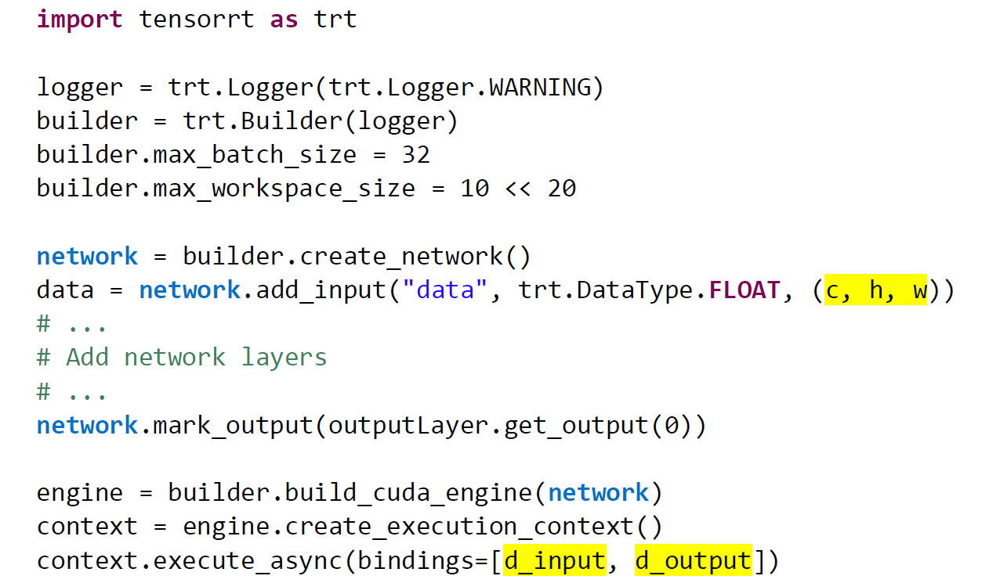 import tensorrt as trt
logger = trt.Logger(trt.Logger.WARNING)
builder = trt.Builder(logger)
builder.max_batch_size = 32
builder.max_workspace_size = 10 << 20
network = builder.create_network()
data = network.add_input("data", trt.DataType.FLOAT, (c, h, w))
# ...
# Add network layers
# ...
network.mark_output(outputLayer.get_output(0))
engine = builder.build_cuda_engine(network)
context = engine.create_execution_context()
context.execute_async(bindings=[d_input, d_output])